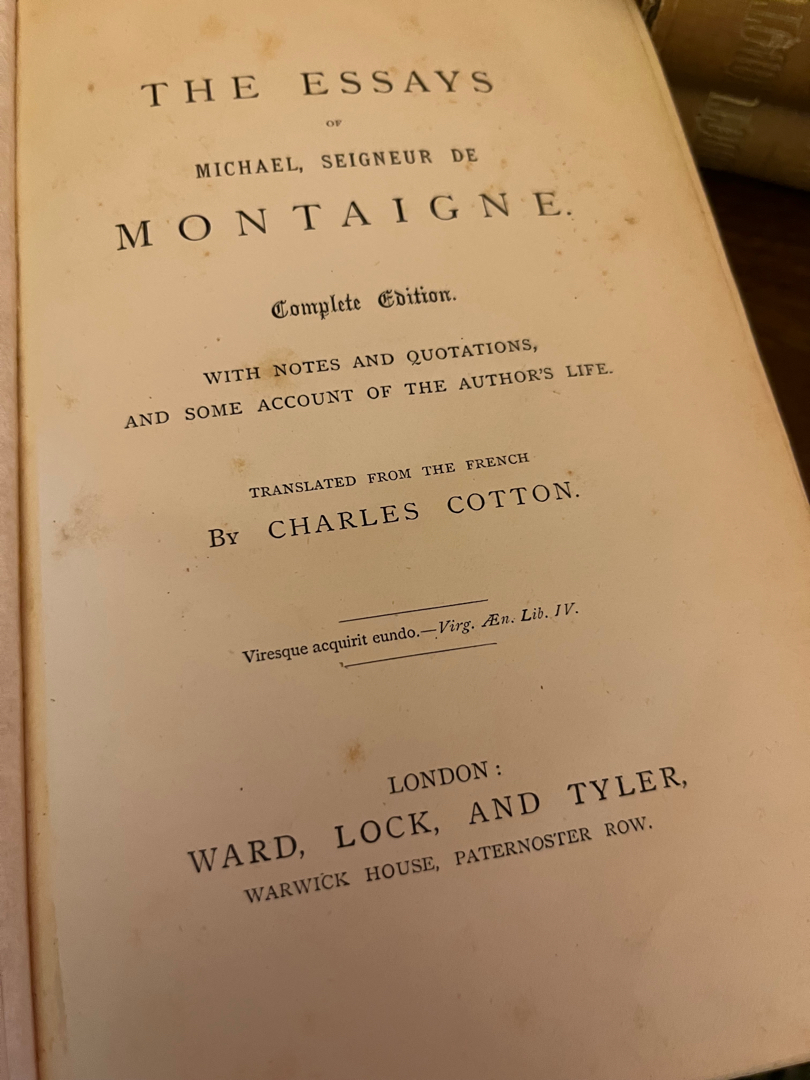 THE ESSAYS
OF
MICHAEL, SEIGNEUR DE
MONTAIGNE.
Complete Edition.
WITH NOTES AND QUOTATIONS,
AND SOME ACCOUNT OF THE AUTHOR'S LIFE.
TRANSLATED FROM THE FRENCH
BY CHARLES COTTON.
Viresque acquirit eundo.—Virg. Æn. Lib. IV.
LONDON:
WARD, LOCK, AND TYLER,
WARWICK HOUSE, PATERNOSTER ROW.